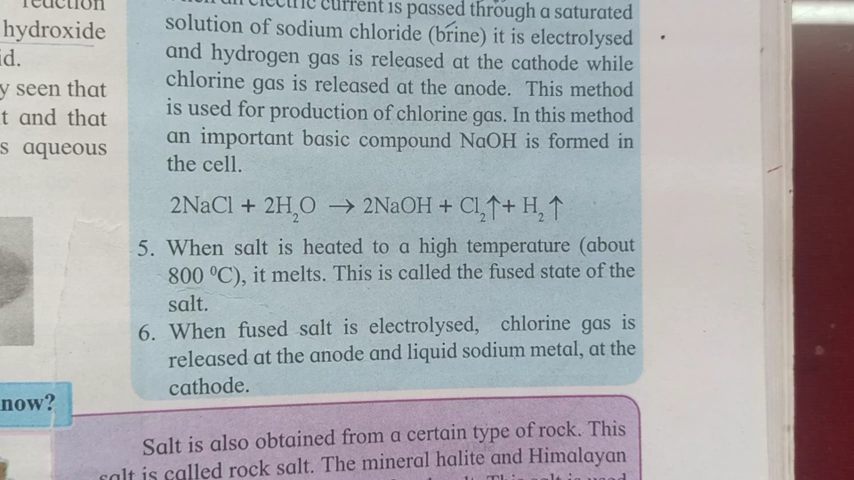 reaction
hydroxide
id.
y seen that
t and that
s aqueous
electric current is passed through a saturated
solution of sodium chloride (brine) it is electrolysed
and hydrogen gas is released at the cathode while
chlorine gas is released at the anode. This method
is used for production of chlorine gas. In this method
an important basic compound NaOH is formed in
the cell.
2NaCl + 2H₂O → 2NaOH + Cl₂↑+ H₂↑
5. When salt is heated to a high temperature (about
800 ⁰C), it melts. This is called the fused state of the
salt.
6. When fused salt is electrolysed, chlorine gas is
released at the anode and liquid sodium metal, at the
cathode.
now?
Salt is also obtained from a certain type of rock. This
salt is called rock salt. The mineral halite and Himalayan